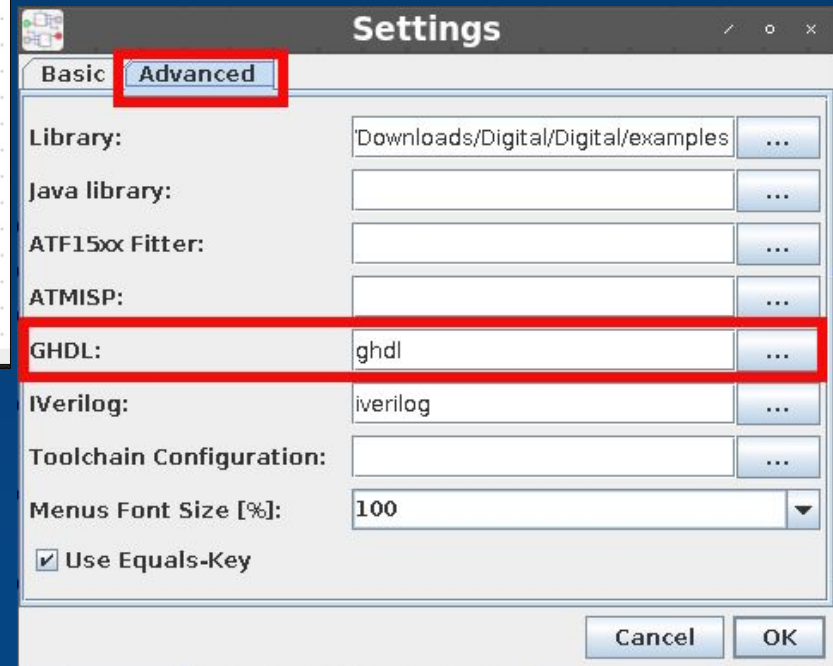 Settings
Basic Advanced
Library: 'Downloads/Digital/Digital/examples ...
Java library: ...
ATF15xx Fitter: ...
ATMISP: ...
GHDL: ghdl ...
IVerilog: iverilog ...
Toolchain Configuration: ...
Menus Font Size [%]: 100
Use Equals-Key
Cancel OK